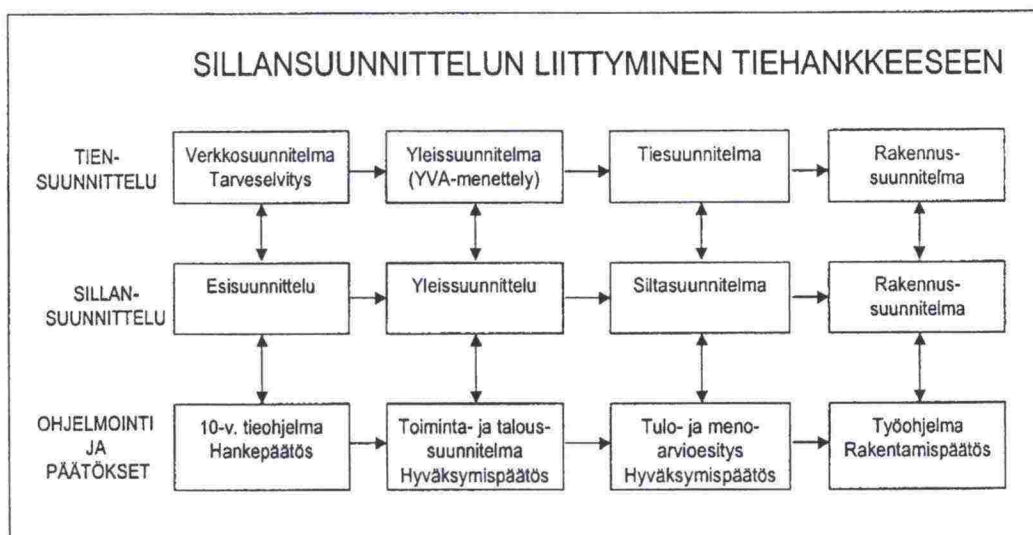 SILLANSUUNNITTELUN LIITTYMINEN TIEHANKKEESEEN
TIEN-
SUUNNITTELU
Verkkosuunnitelma
Tarveselvitys
Yleissuunnitelma
(YVA-menettely)
Tiesuunnitelma
Rakennus-
suunnitelma
SILLAN-
SUUNNITTELU
Esisuunnittelu
Yleissuunnittelu
Siltasuunnitelma
Rakennus-
suunnitelma
OHJELMOINTI
JA
PÄÄTÖKSET
10-v. tieohjelma
Hankepäätös
Toiminta- ja talous-
suunnitelma
Hyväksymispäätös
Tulo- ja meno-
arvioesitys
Hyväksymispäätös
Työohjelma
Rakentamispäätös